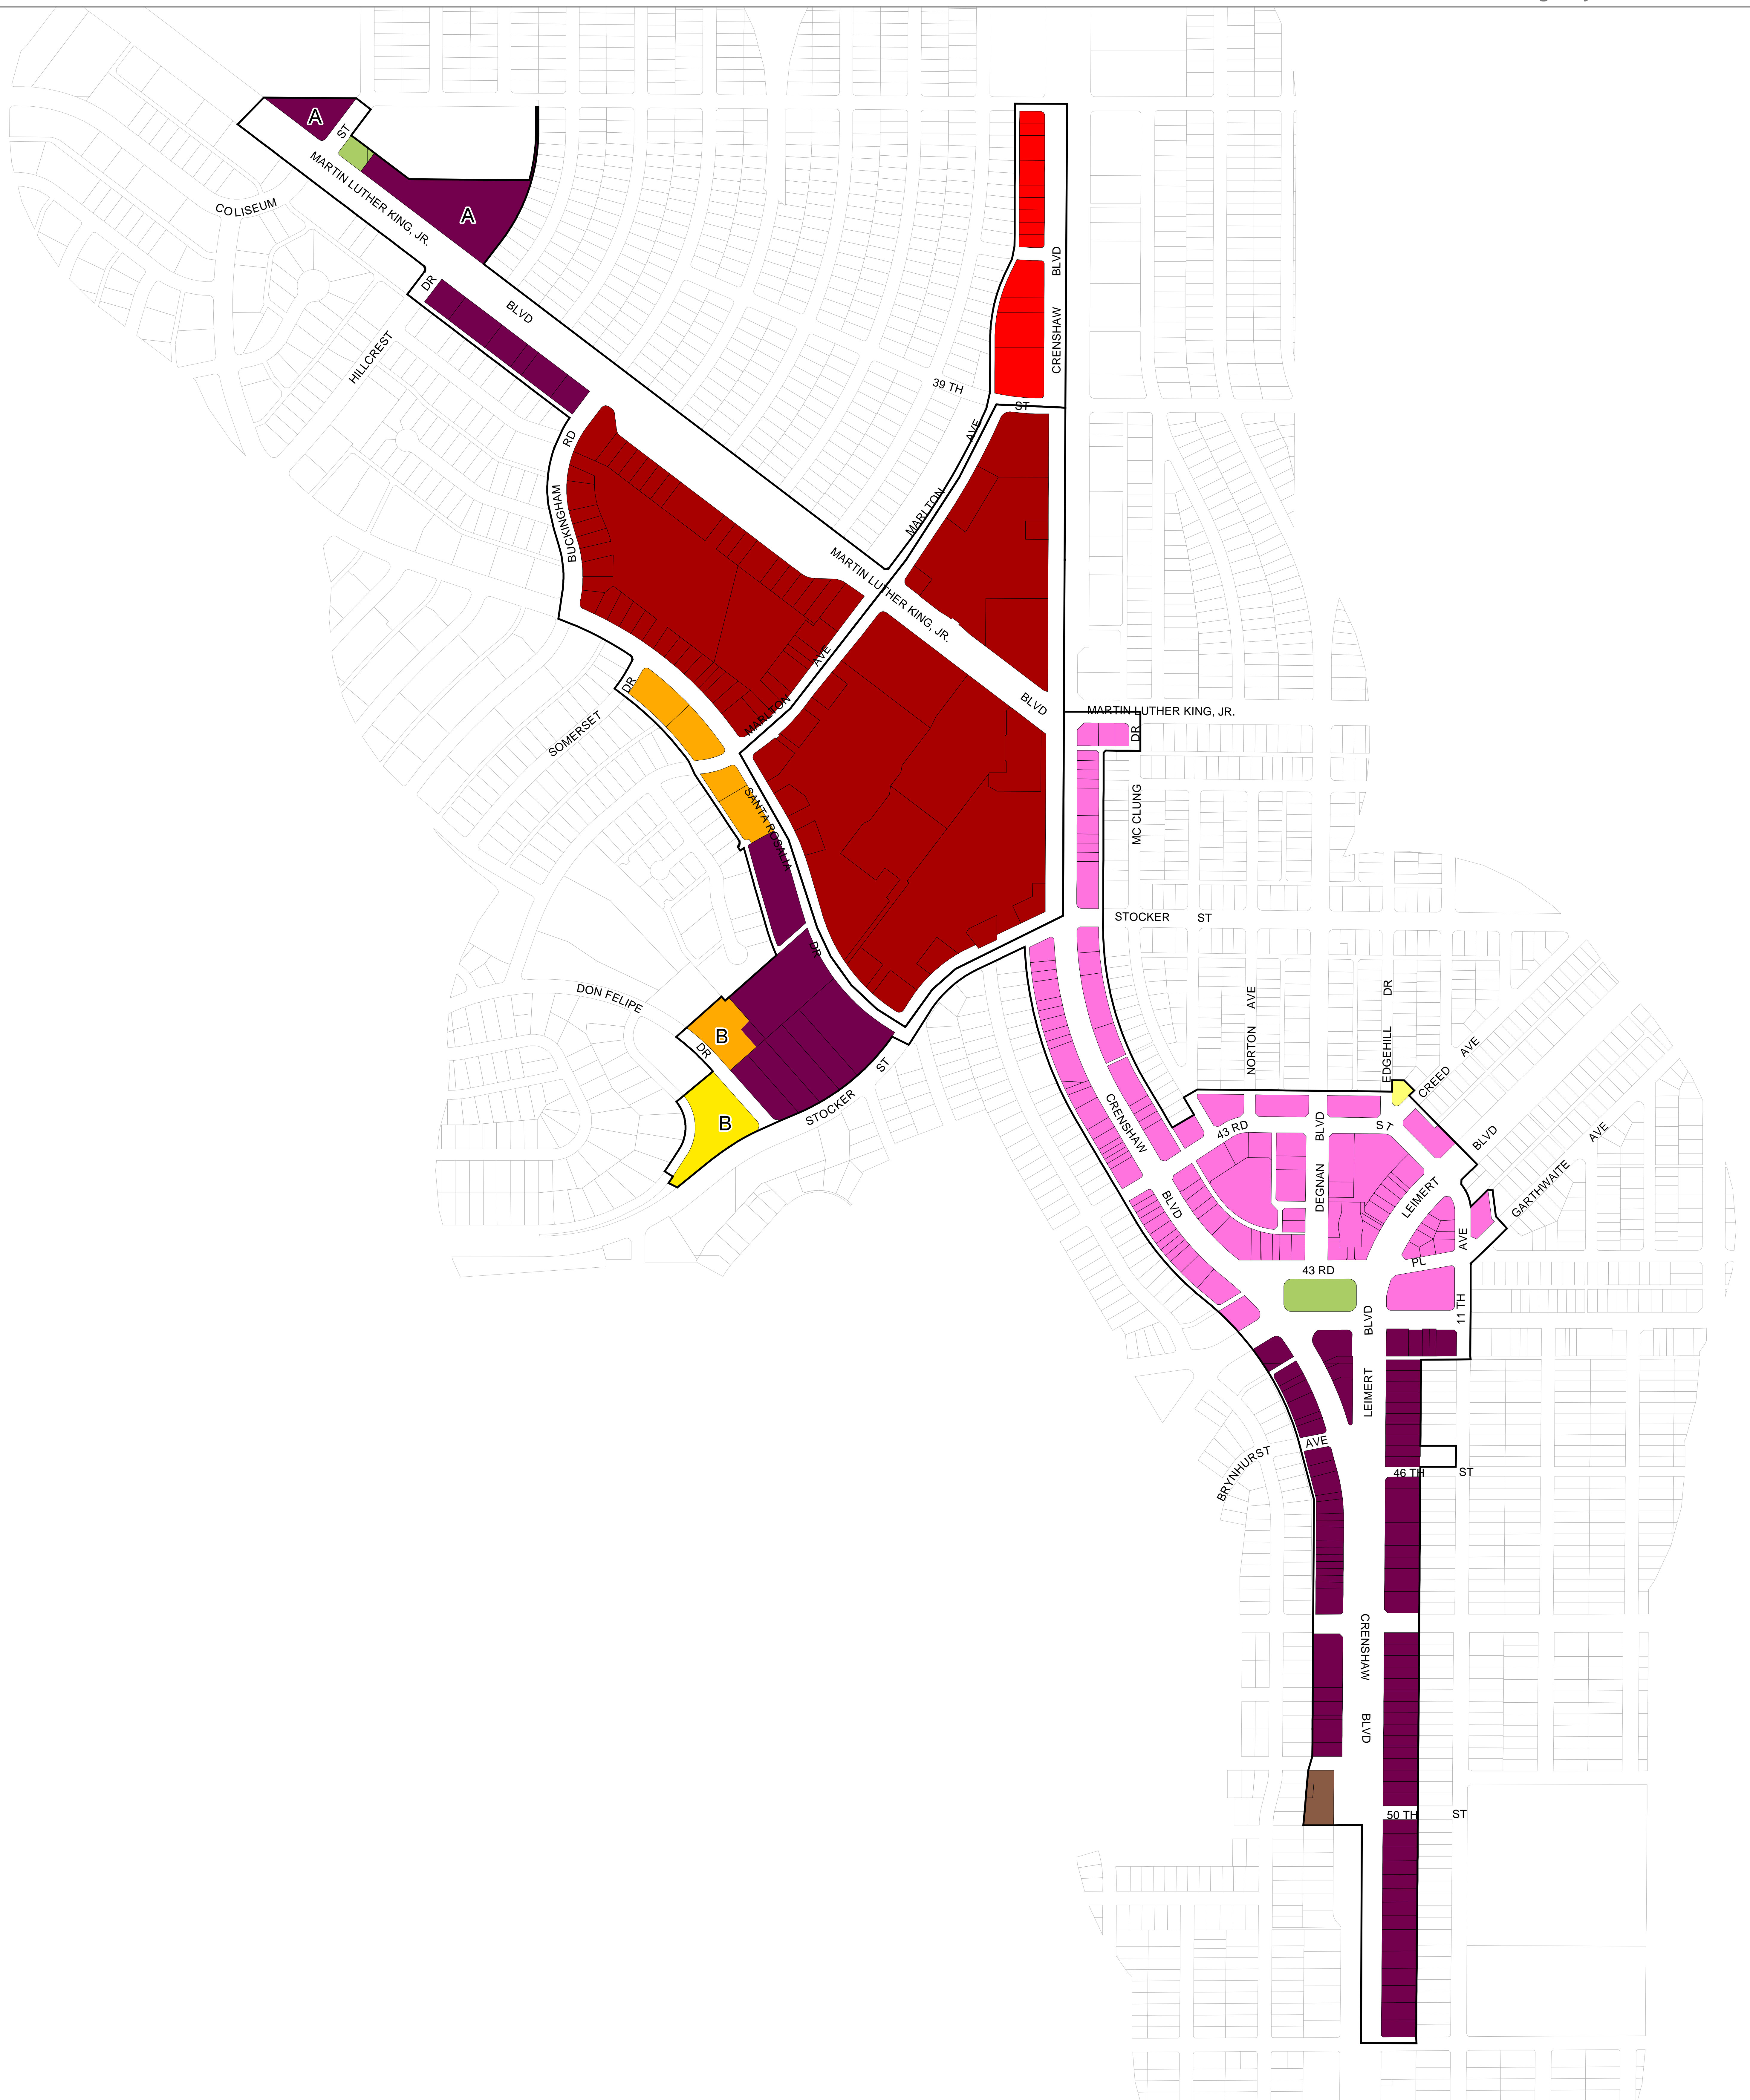 A
ST
MARTIN LUTHER KING, JR.
COLISEUM
A
DR
BLVD
HILLCREST
BLVD
CRENSHAW
39 TH
ST
AVE
RD
MARLTON
BUCKINGHAM
MARTIN LUTHER KING, JR.
AVE
DR
MARLTON
BLVD
SOMERSET
MARTIN LUTHER KING, JR.
DR
SANTA ROSALIA
MC CLUNG
STOCKER
ST
DR
DON FELIPE
B
DR
ST
STOCKER
B
NORTON
AVE
EDGEHILL
DR
CREED
AVE
CRENSHAW
43 RD
BLVD
ST
BLVD
AVE
DEGNAN
LEIMERT
GARTHWAITE
BLVD
AVE
PL
43 RD
11 TH
BLVD
LEIMERT
AVE
BRYNHURST
46 TH
ST
CRENSHAW
BLVD
50 TH
ST